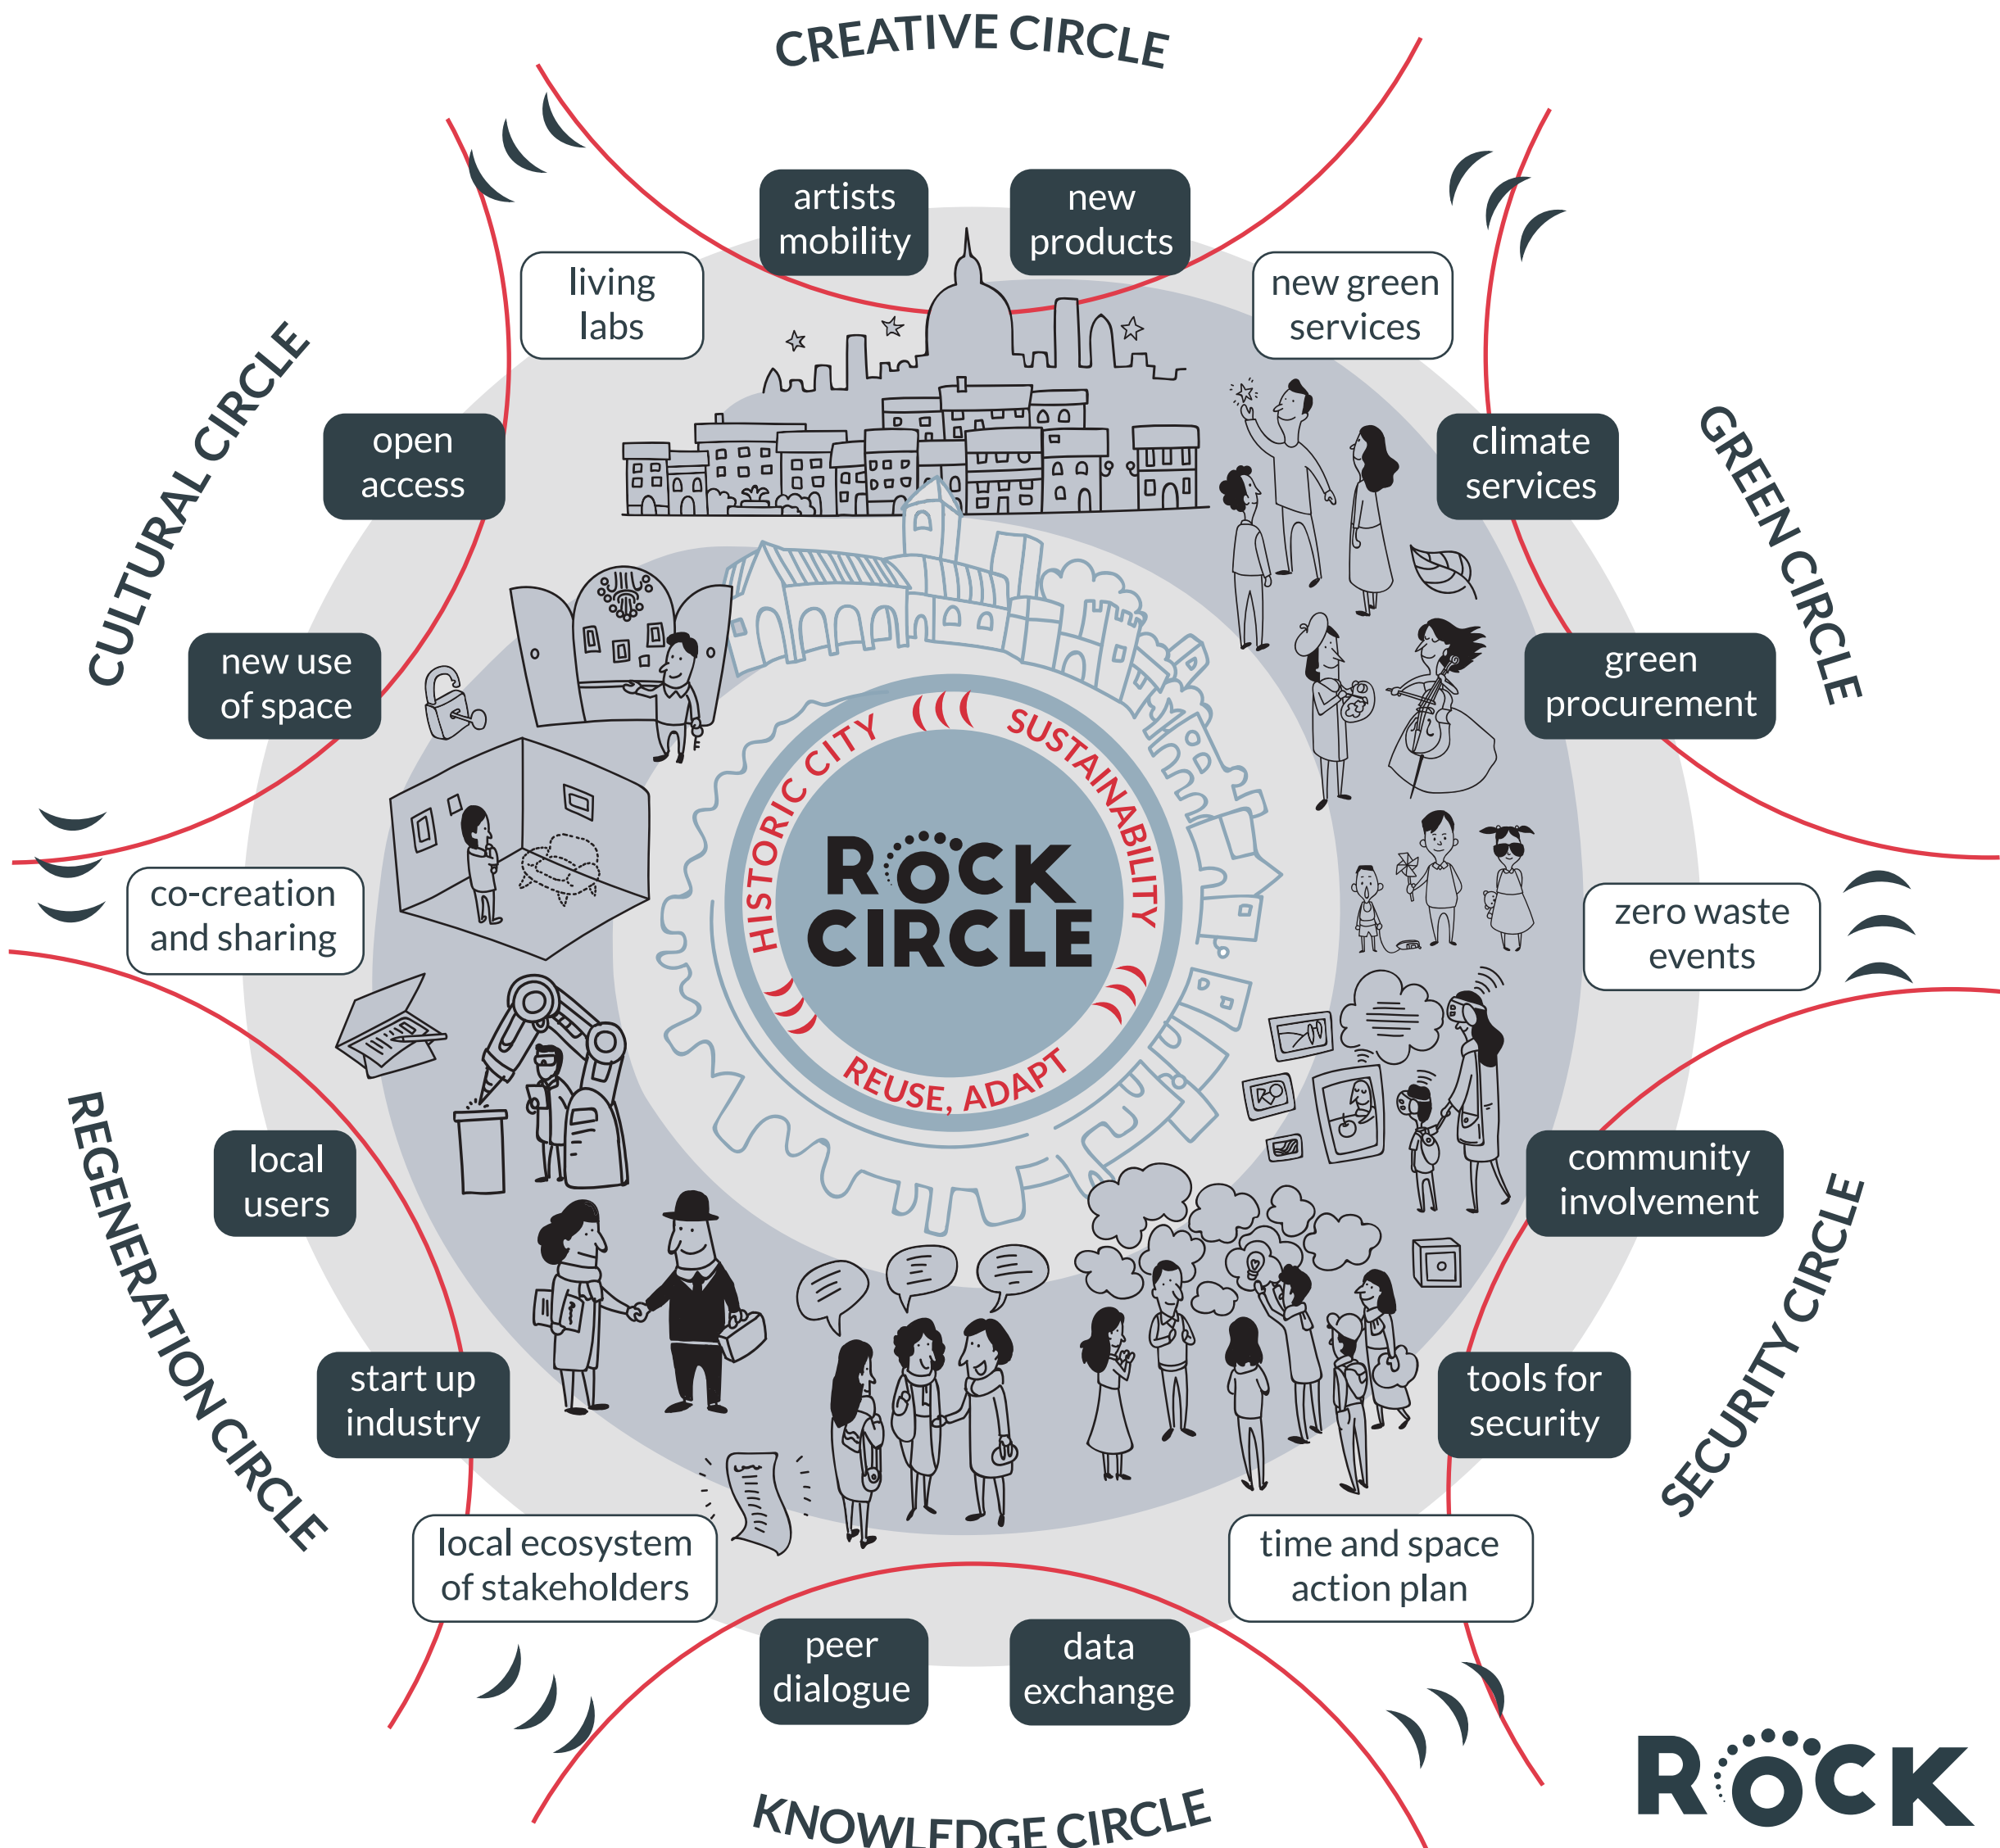 CREATIVE CIRCLE
artists
mobility
new
products
living
labs
new green
services
CULTURAL CIRCLE
open
access
climate
services
GREEN CIRCLE
new use
of space
green
procurement
HISTORIC CITY
SUSTAINABILITY
REUSE, ADAPT
ROCK
CIRCLE
co-creation
and sharing
zero waste
events
REGENERATION CIRCLE
local
users
community
involvement
SECURITY CIRCLE
start up
industry
tools for
security
local ecosystem
of stakeholders
time and space
action plan
peer
dialogue
data
exchange
KNOWLEDGE CIRCLE
ROCK